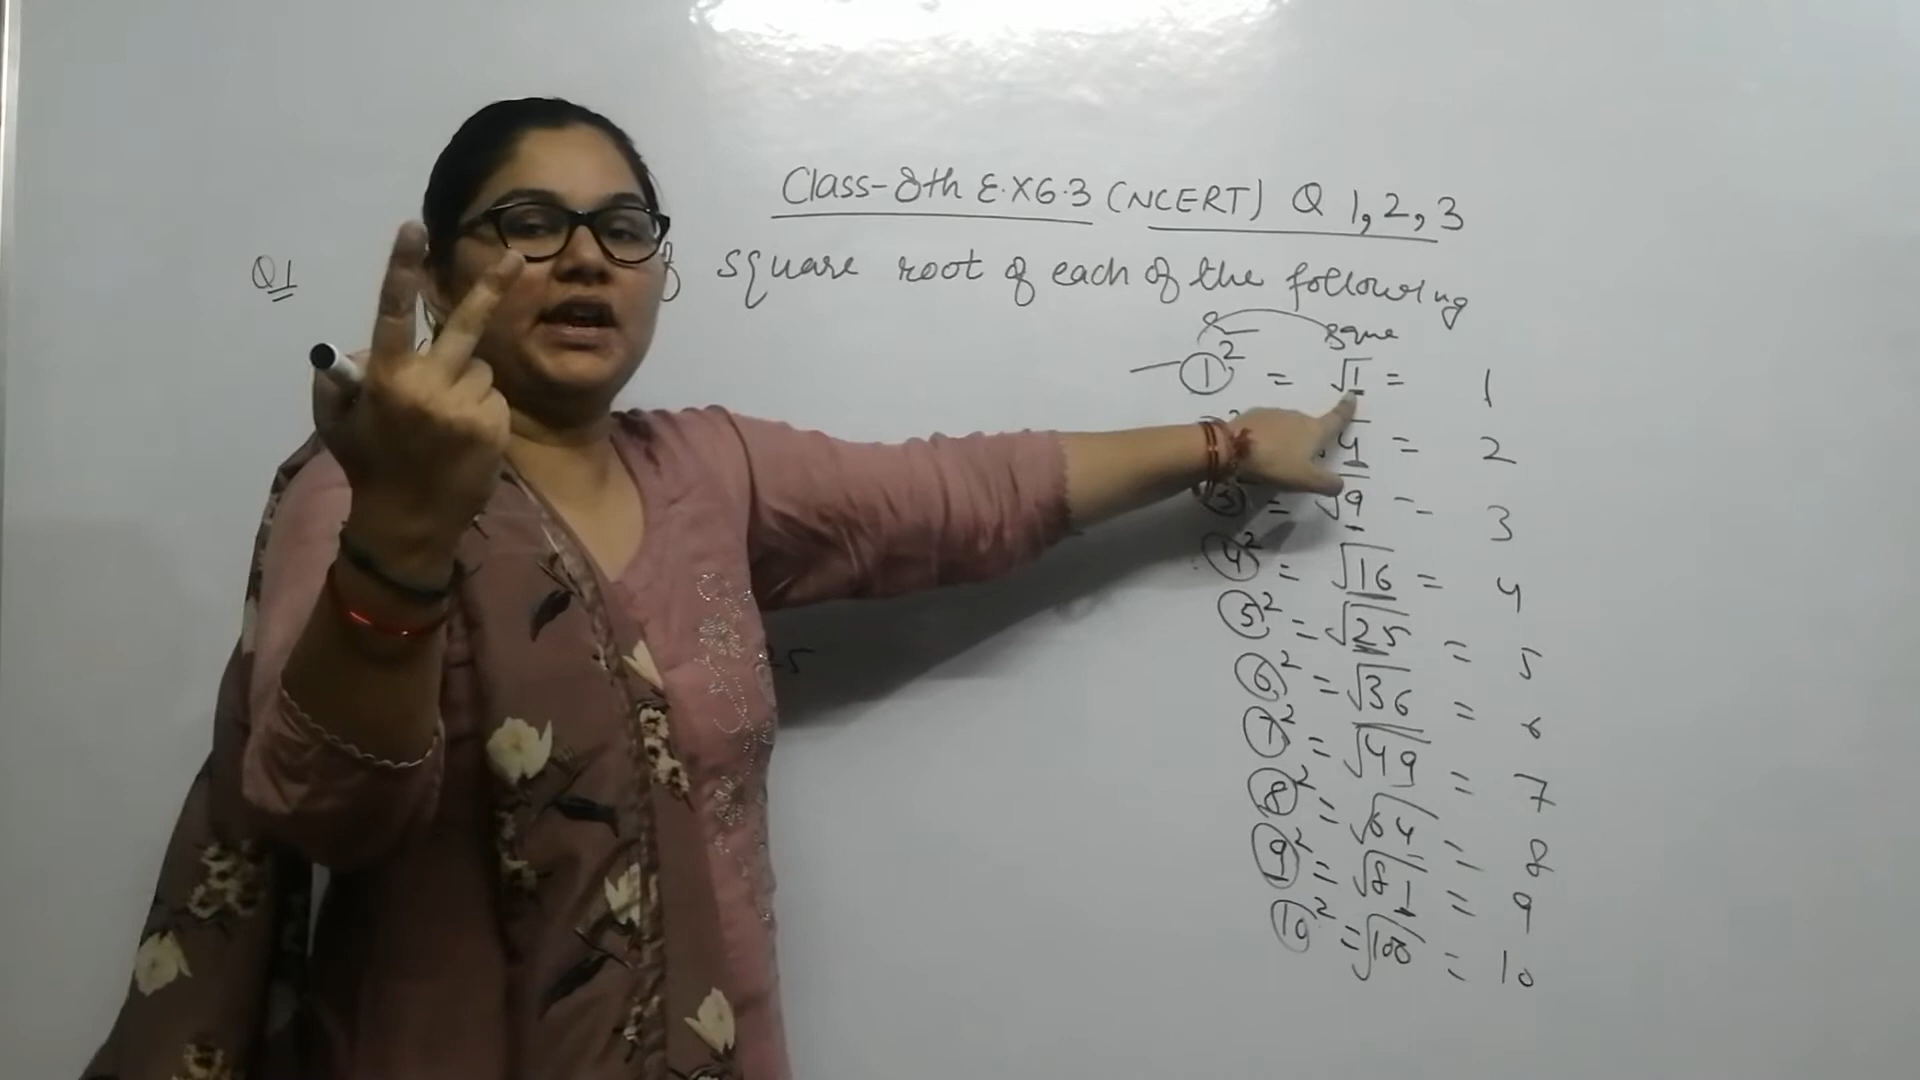 Class-8th E.X6.3 (NCERT) Q 1,2,3
Q1 square root of each of the following
1² = √1 = 1
4 = 2
3 = √9 = 3
4² = √16 = 4
5² = √25 = 5
6² = √36 = 6
7² = √49 = 7
8² = √64 = 8
9² = √81 = 9
10² = √100 = 10
25